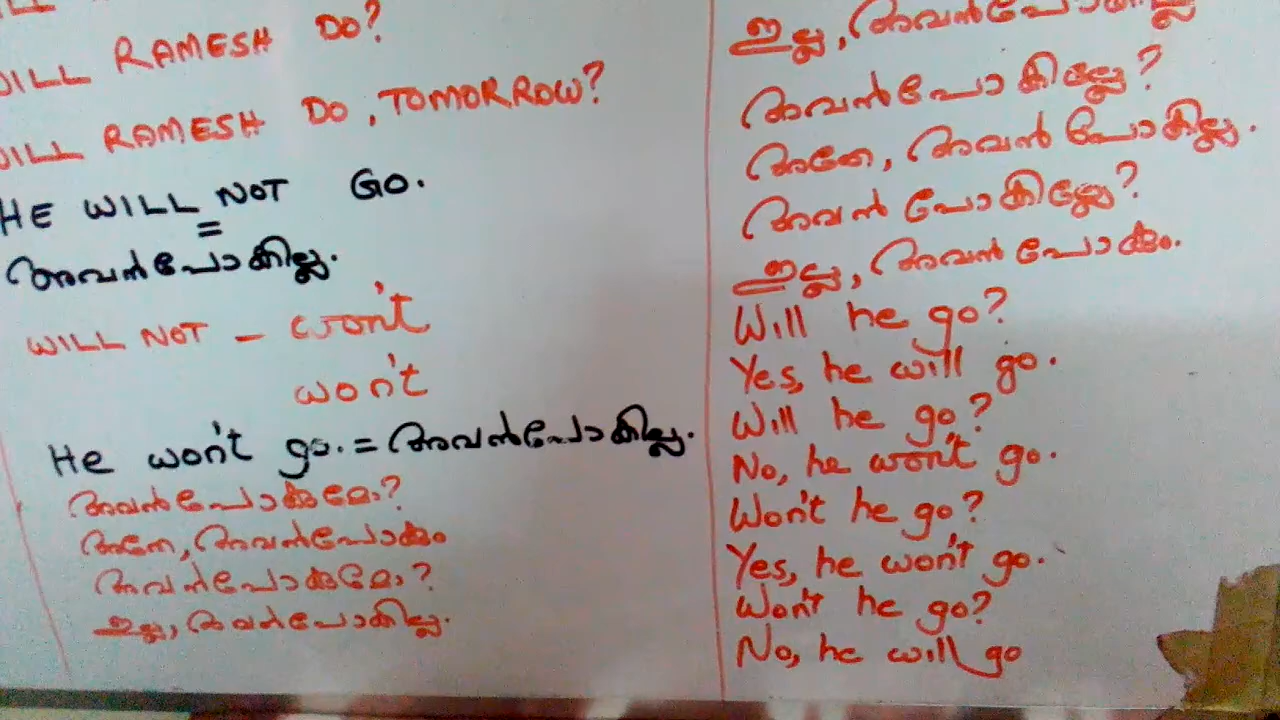 RAMESH DO?
WILL RAMESH DO, TOMORROW?
HE WILL NOT GO.
=
അവൻ പോകില്ല.
WILL NOT – won't
won't
He won't go. = അവൻ പോകില്ല.
അവൻ പോകുമോ?
അതേ, അവൻ പോകും
അവൻ പോകുമോ?
ഇല്ല, അവൻ പോകില്ല.
ഇല്ല, അവൻ പോകില്ല
അവൻ പോകില്ലേ?
അതേ, അവൻ പോകില്ല.
അവൻ പോകില്ലേ?
ഇല്ല, അവൻ പോകും.
Will he go?
Yes, he will go.
Will he go?
No, he won't go.
Won't he go?
Yes, he won't go.
Won't he go?
No, he will go